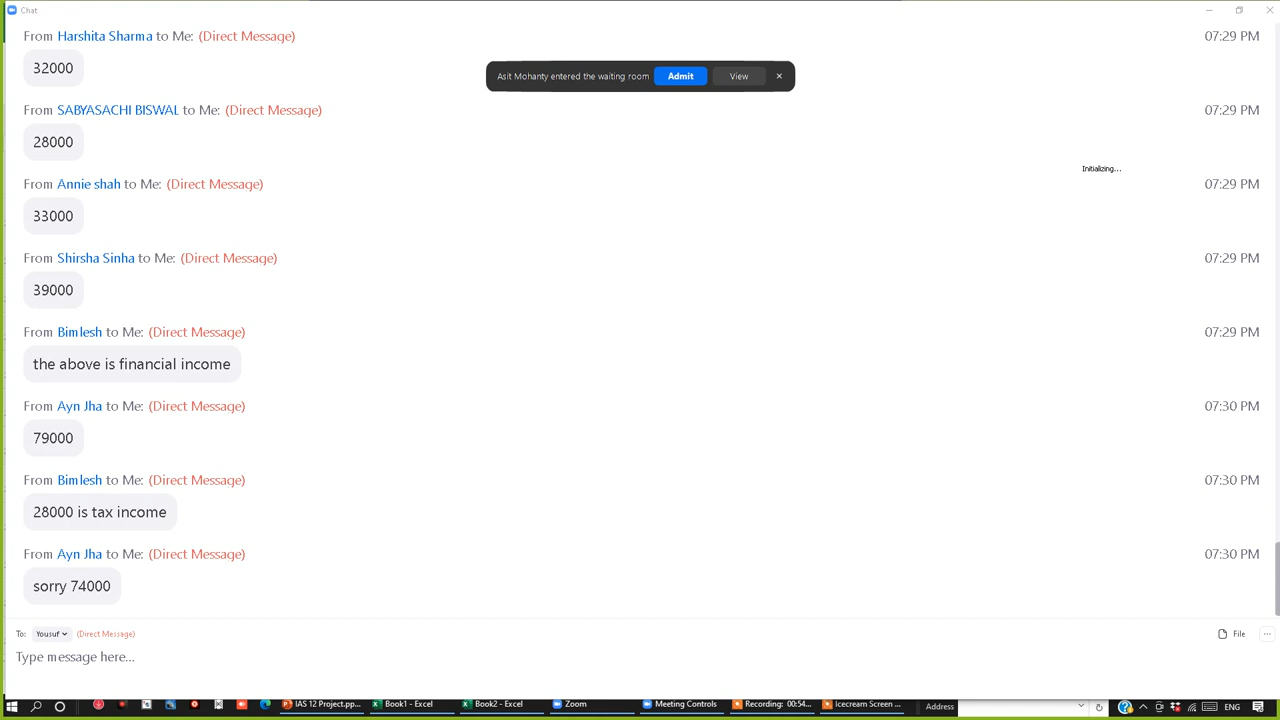 Chat
From Harshita Sharma to Me: (Direct Message) 07:29 PM
Asit Mohanty entered the waiting room Admit View
From SABYASACHI BISWAL to Me: (Direct Message) 07:29 PM
28000
Initializing...
From Annie shah to Me: (Direct Message) 07:29 PM
33000
From Shirsha Sinha to Me: (Direct Message) 07:29 PM
39000
From Bimlesh to Me: (Direct Message) 07:29 PM
the above is financial income
From Ayn Jha to Me: (Direct Message) 07:30 PM
79000
From Bimlesh to Me: (Direct Message) 07:30 PM
28000 is tax income
From Ayn Jha to Me: (Direct Message) 07:30 PM
sorry 74000
To: Yousuf (Direct Message) File
Type message here...
IAS 12 Project.pp... Book1 - Excel Book2 - Excel Zoom Meeting Controls Recording: 00:54... Icecream Screen ... Address ENG